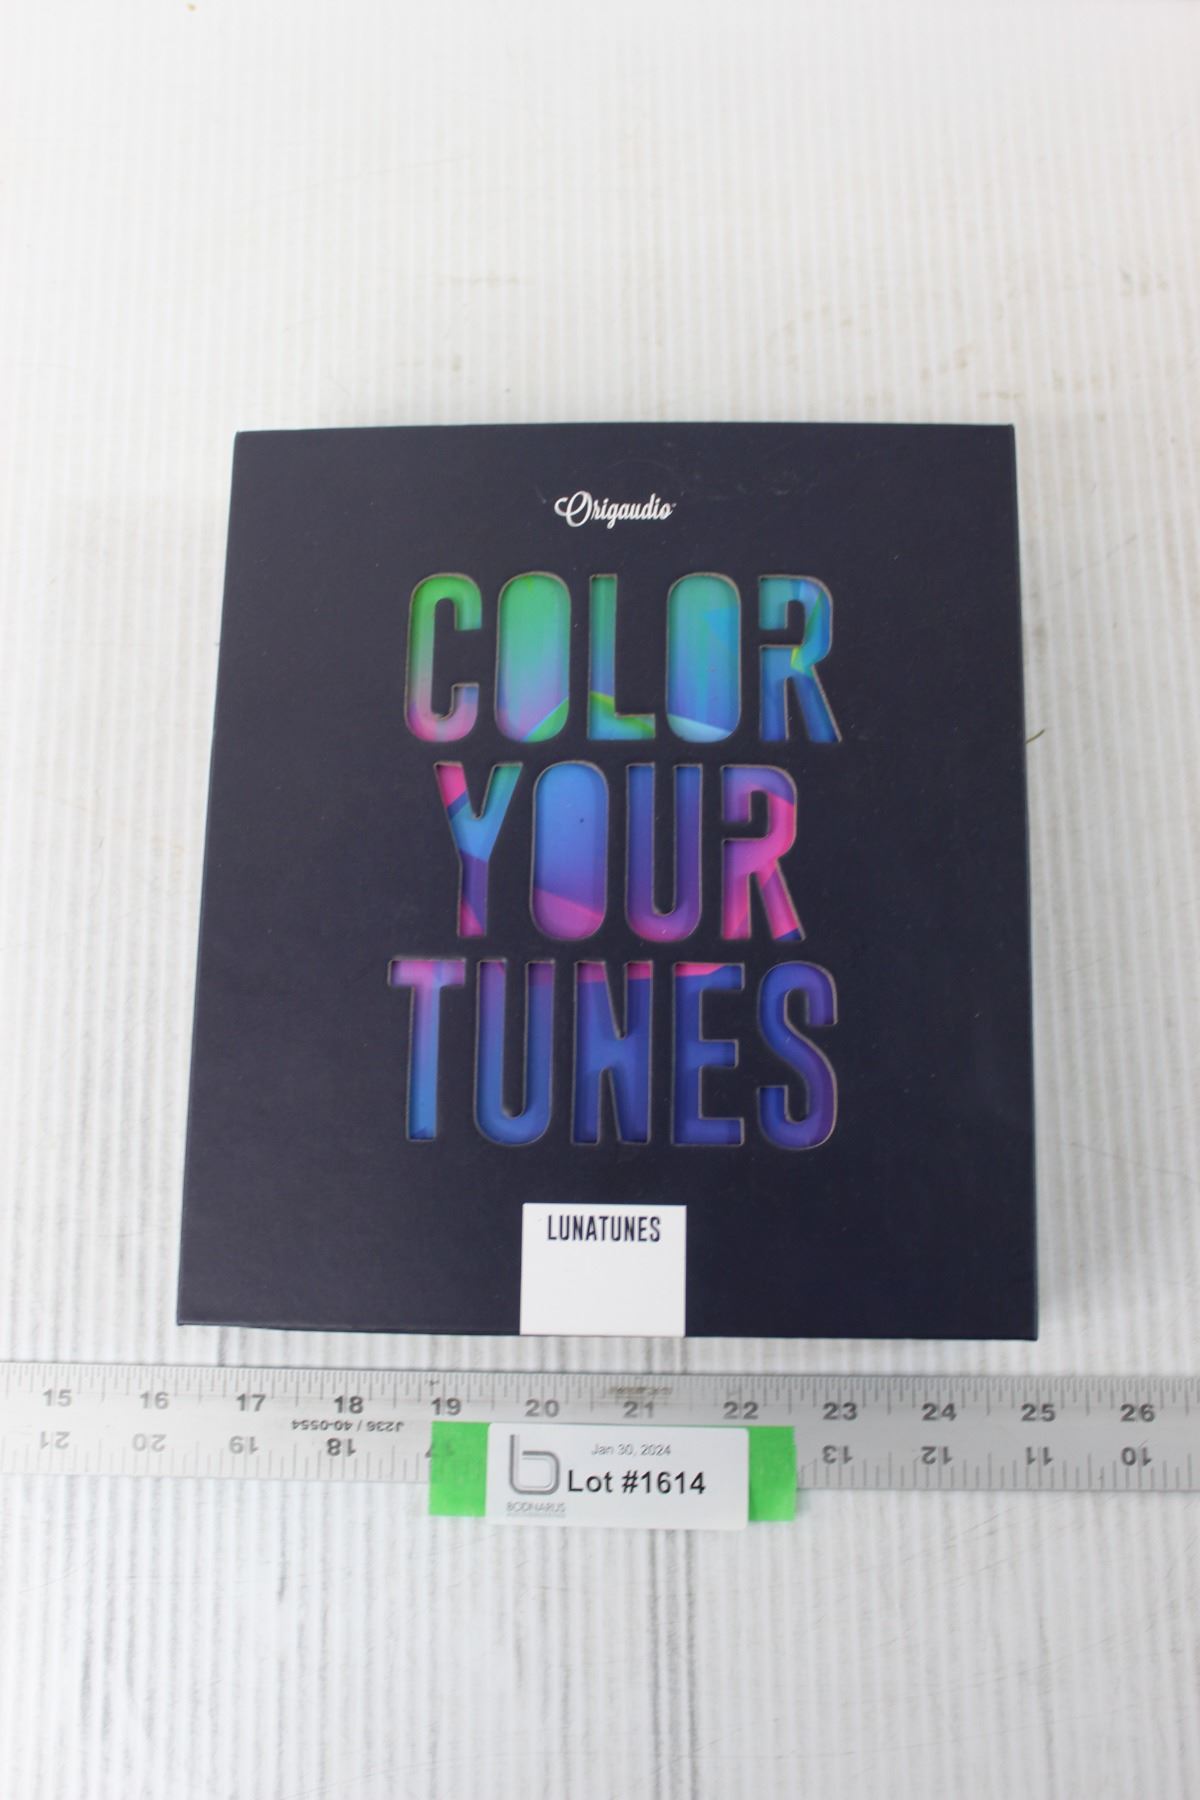 Origaudio
COLOR
YOUR
TUNES
LUNATUNES
15 16 17 18 19 20 21 22 23 24 25 26
J236 / 40-0554
21 20 19 18 17 13 12 11 10
Jan 30, 2024
Lot #1614
BODNARUS